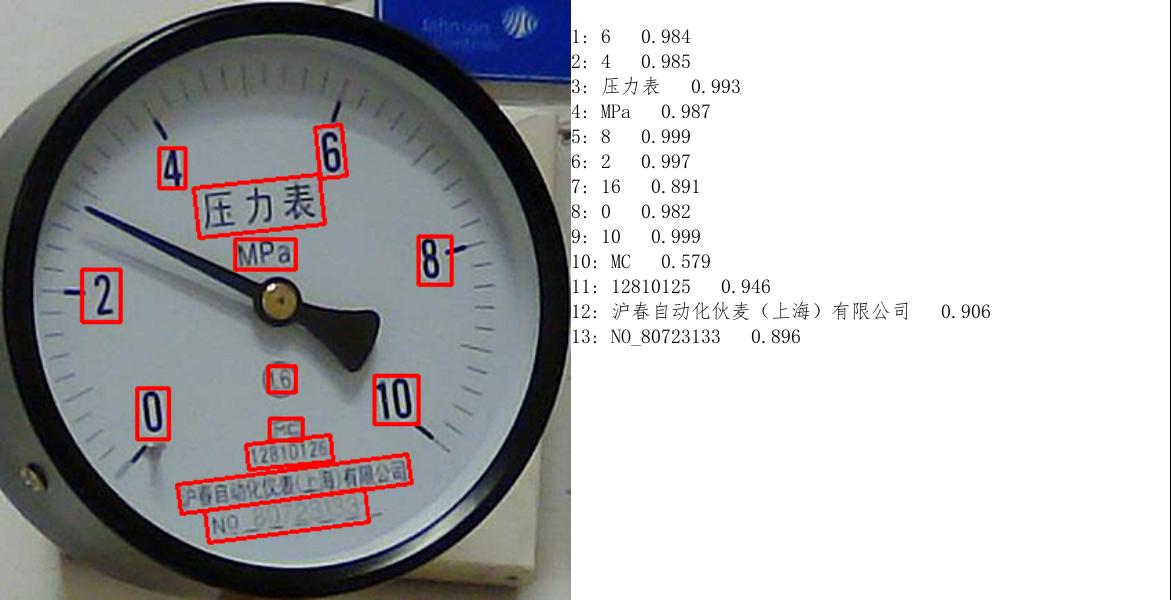 Johnson
Controls
6
4
压力表
MPa
8
2
1.6
0
10
MC
12810126
沪春自动化仪表(上海)有限公司
NO_80723133
1: 6 0.984
2: 4 0.985
3: 压力表 0.993
4: MPa 0.987
5: 8 0.999
6: 2 0.997
7: 16 0.891
8: 0 0.982
9: 10 0.999
10: MC 0.579
11: 12810125 0.946
12: 沪春自动化伙麦（上海）有限公司 0.906
13: NO_80723133 0.896